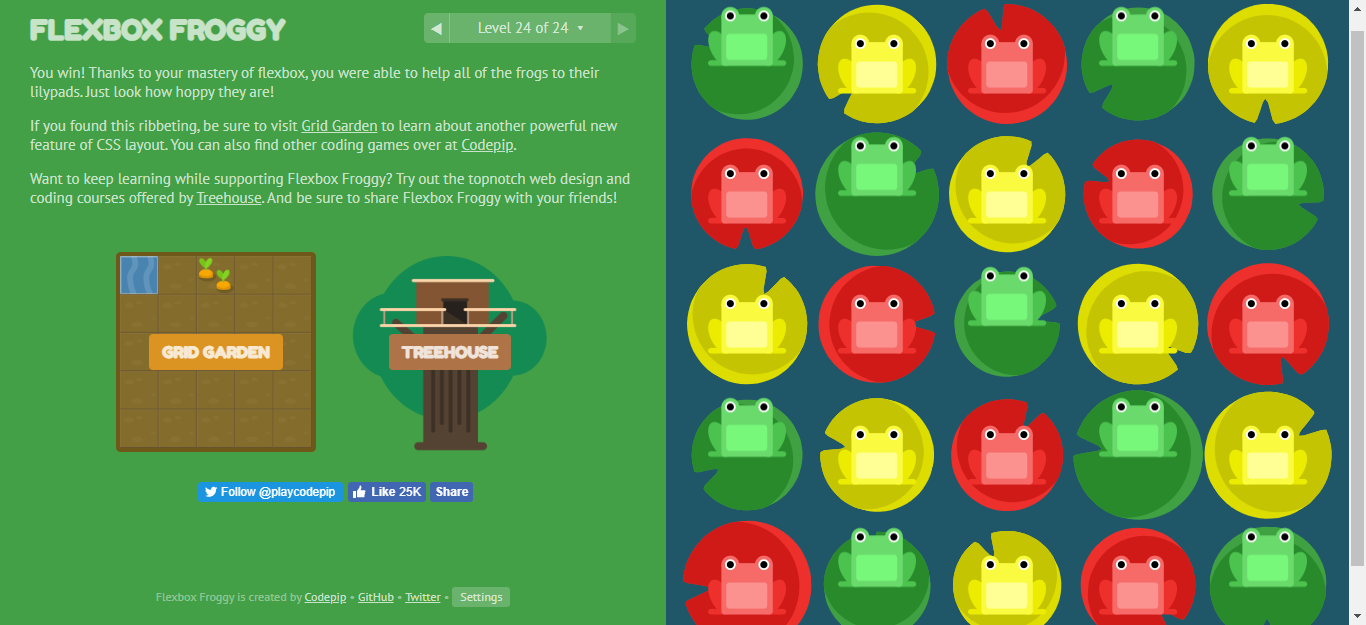 FLEXBOX FROGGY
Level 24 of 24
You win! Thanks to your mastery of flexbox, you were able to help all of the frogs to their
lilypads. Just look how hoppy they are!
If you found this ribbeting, be sure to visit Grid Garden to learn about another powerful new
feature of CSS layout. You can also find other coding games over at Codepip.
Want to keep learning while supporting Flexbox Froggy? Try out the topnotch web design and
coding courses offered by Treehouse. And be sure to share Flexbox Froggy with your friends!
GRID GARDEN
TREEHOUSE
Follow @playcodepip
Like 25K
Share
Flexbox Froggy is created by Codepip • GitHub • Twitter • Settings